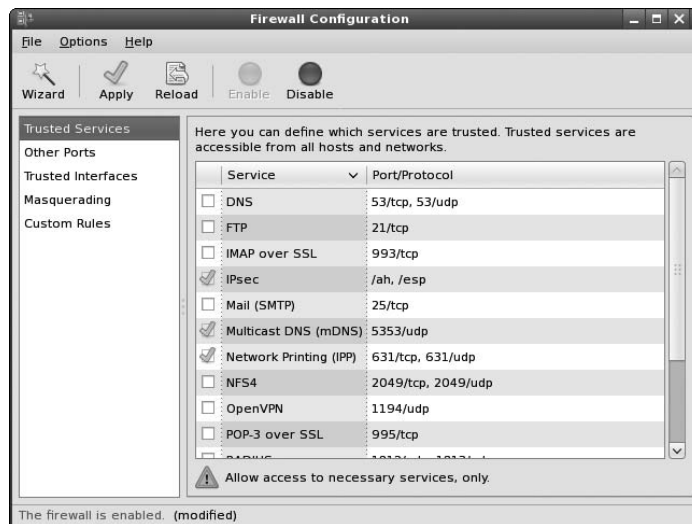 Firewall Configuration
File Options Help
Wizard Apply Reload Enable Disable
Trusted Services
Other Ports
Trusted Interfaces
Masquerading
Custom Rules
Here you can define which services are trusted. Trusted services are
accessible from all hosts and networks.
Service Port/Protocol
DNS 53/tcp, 53/udp
FTP 21/tcp
IMAP over SSL 993/tcp
IPsec /ah, /esp
Mail (SMTP) 25/tcp
Multicast DNS (mDNS) 5353/udp
Network Printing (IPP) 631/tcp, 631/udp
NFS4 2049/tcp, 2049/udp
OpenVPN 1194/udp
POP-3 over SSL 995/tcp
Allow access to necessary services, only.
The firewall is enabled. (modified)